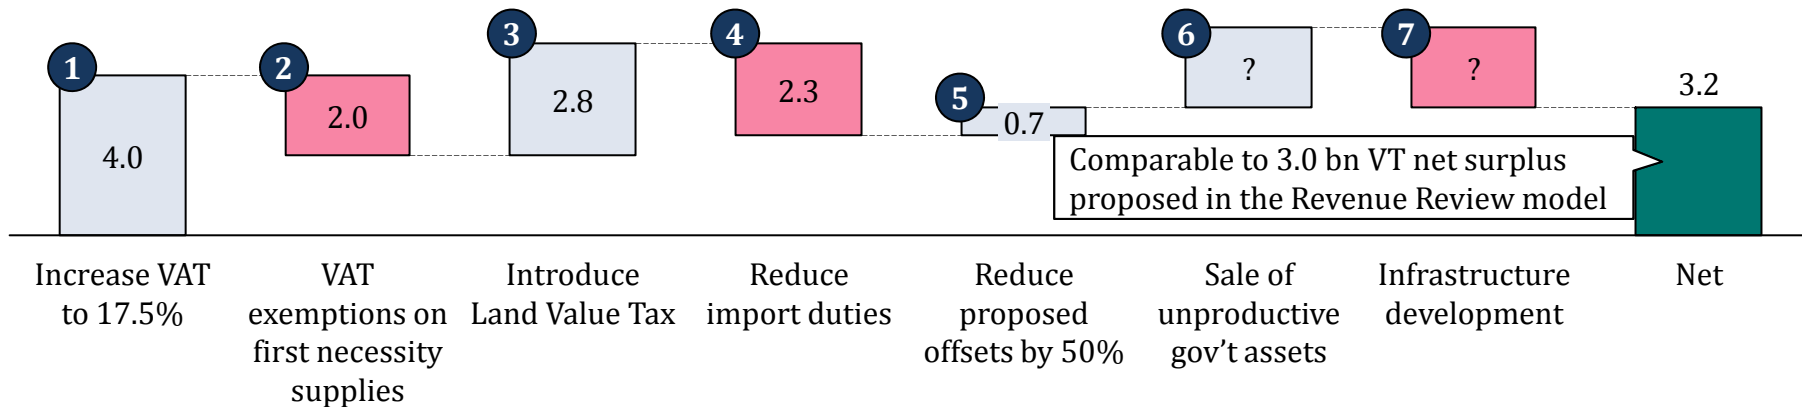 1
4.0
Increase VAT
to 17.5%
2
2.0
VAT
exemptions on
first necessity
supplies
3
2.8
Introduce
Land Value Tax
4
2.3
Reduce
import duties
5
0.7
Reduce
proposed
offsets by 50%
6
?
Sale of
unproductive
gov’t assets
7
?
Infrastructure
development
3.2
Net
Comparable to 3.0 bn VT net surplus
proposed in the Revenue Review model